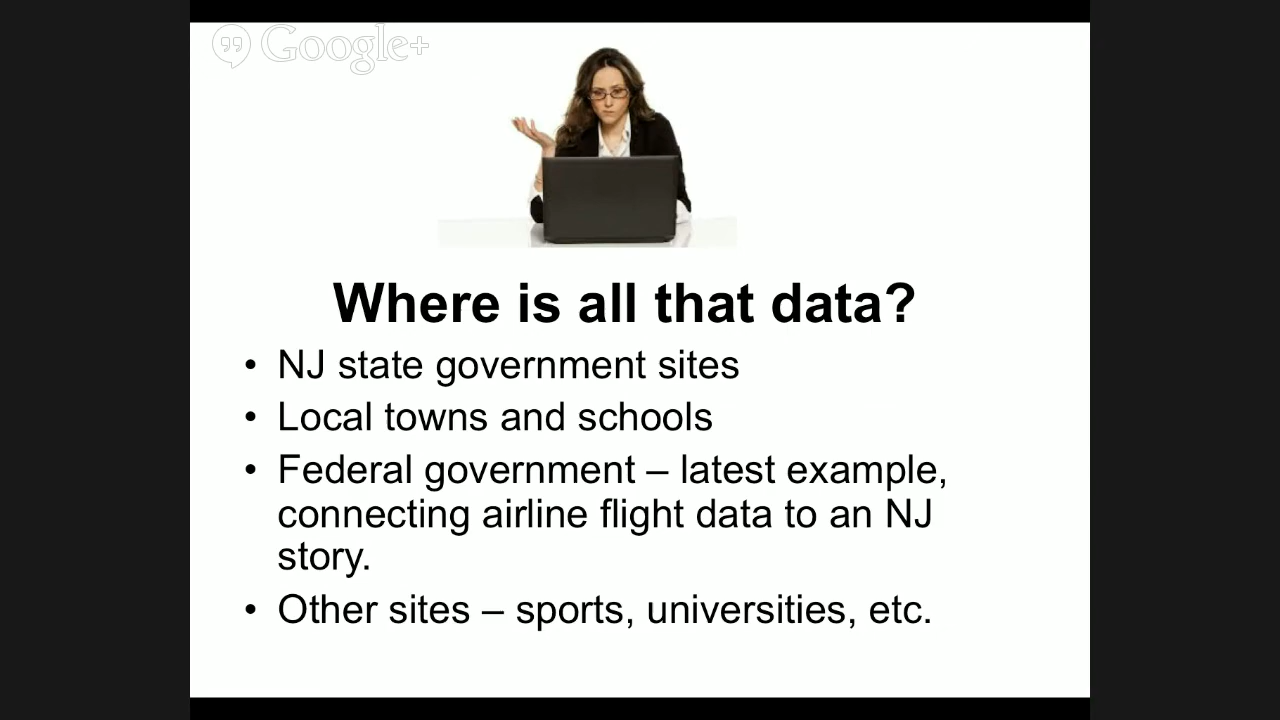 Google+
Where is all that data?
• NJ state government sites
• Local towns and schools
• Federal government – latest example,
connecting airline flight data to an NJ
story.
• Other sites – sports, universities, etc.